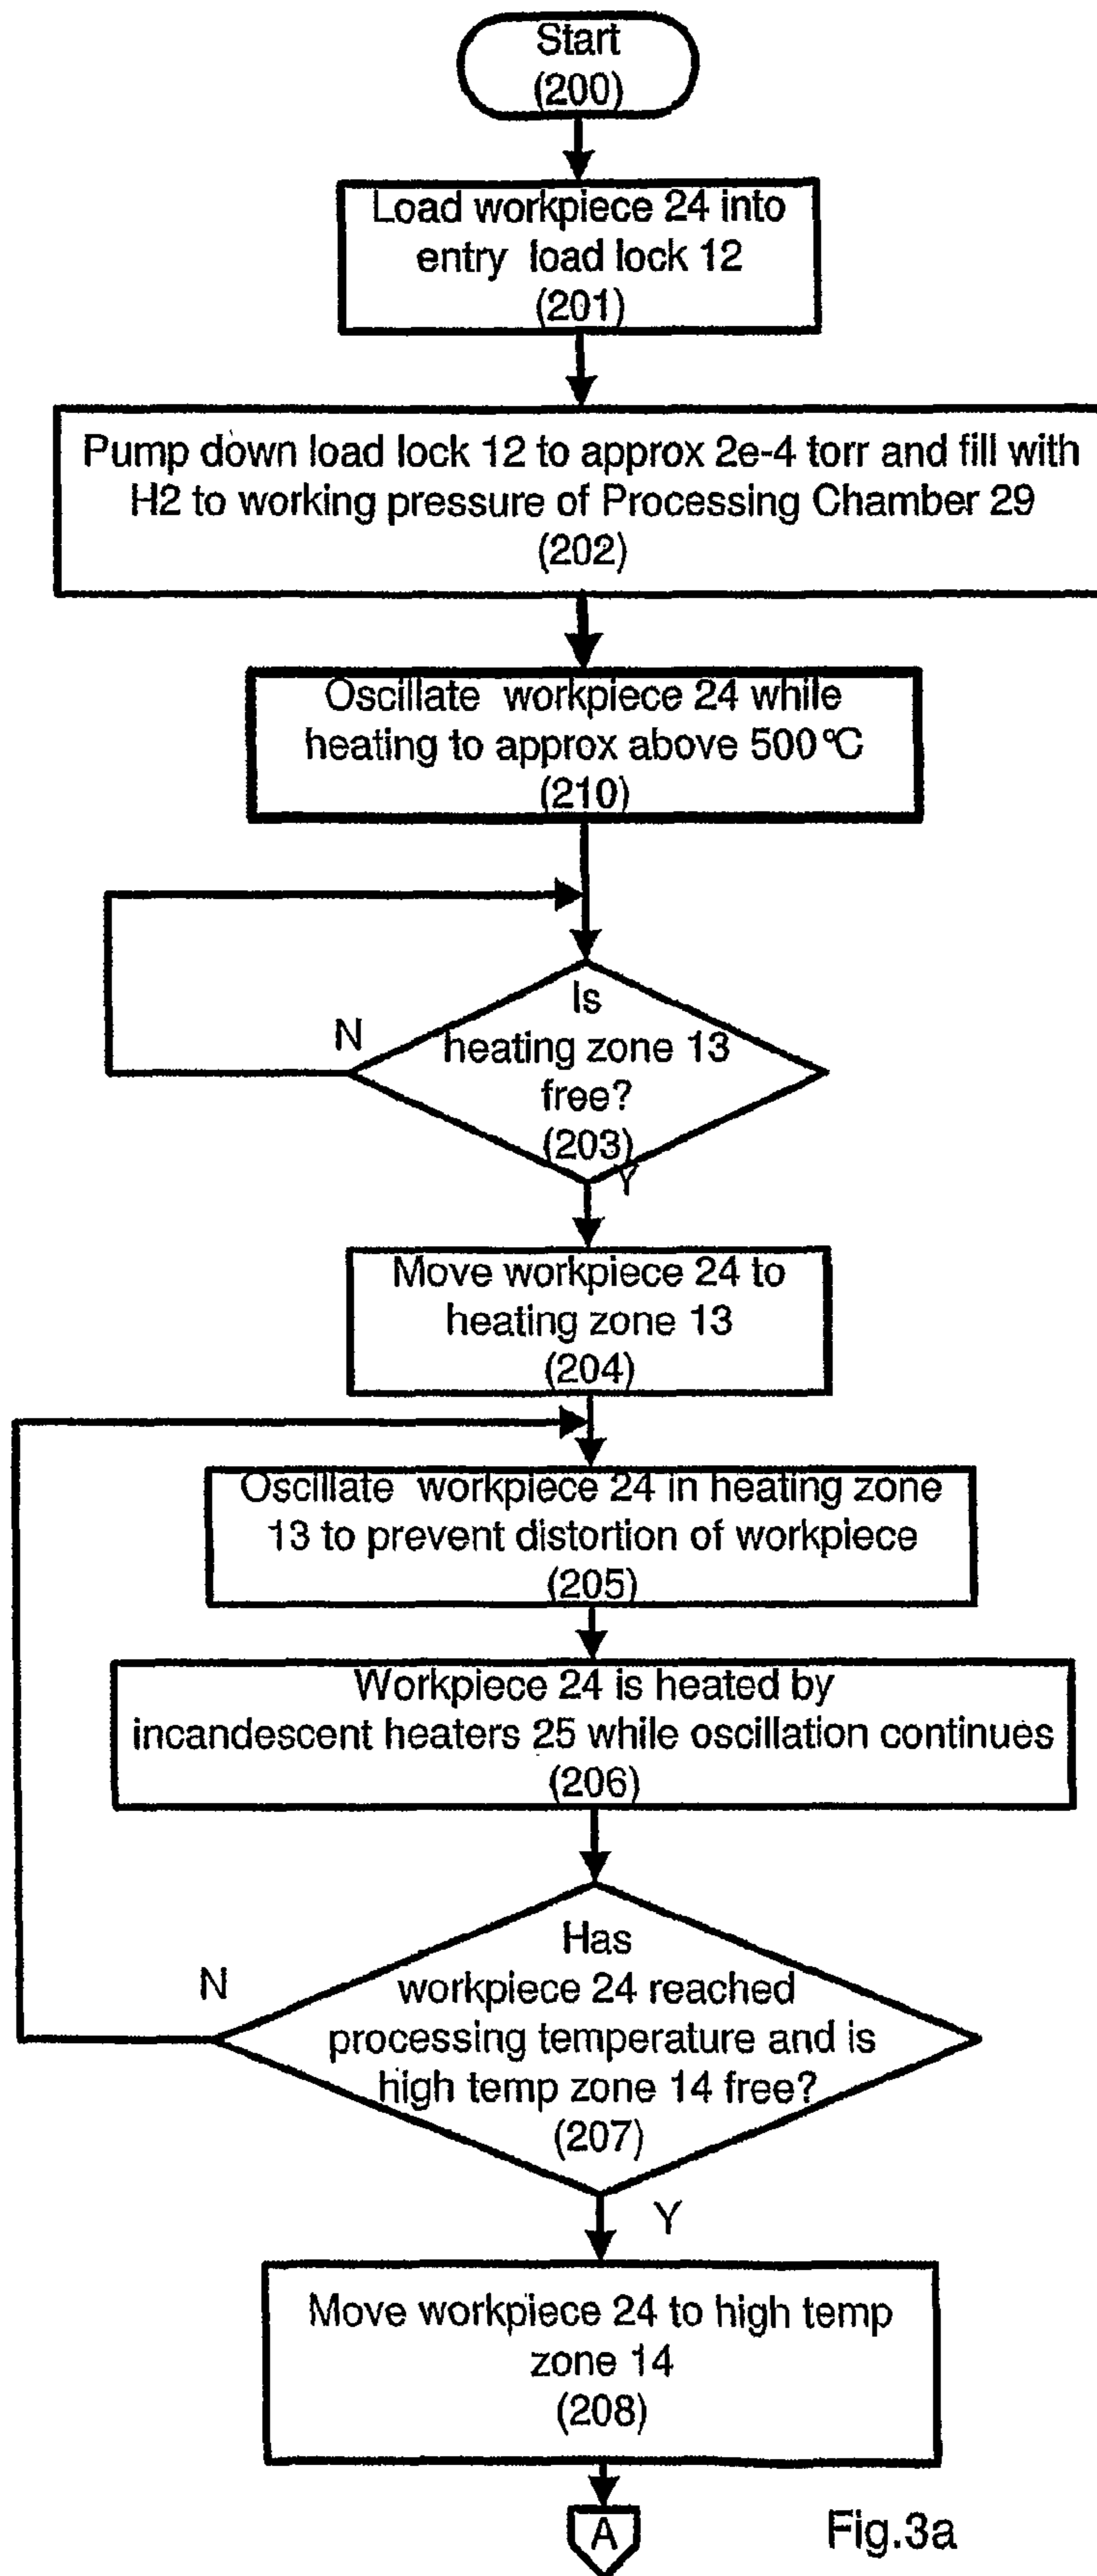 Start
(200)
Load workpiece 24 into
entry load lock 12
(201)
Pump down load lock 12 to approx 2e-4 torr and fill with
H2 to working pressure of Processing Chamber 29
(202)
Oscillate workpiece 24 while
heating to approx above 500°C
(210)
Is
heating zone 13
free?
(203)
N
Y
Move workpiece 24 to
heating zone 13
(204)
Oscillate workpiece 24 in heating zone
13 to prevent distortion of workpiece
(205)
Workpiece 24 is heated by
incandescent heaters 25 while oscillation continues
(206)
Has
workpiece 24 reached
processing temperature and is
high temp zone 14 free?
(207)
N
Y
Move workpiece 24 to high temp
zone 14
(208)
A
Fig.3a